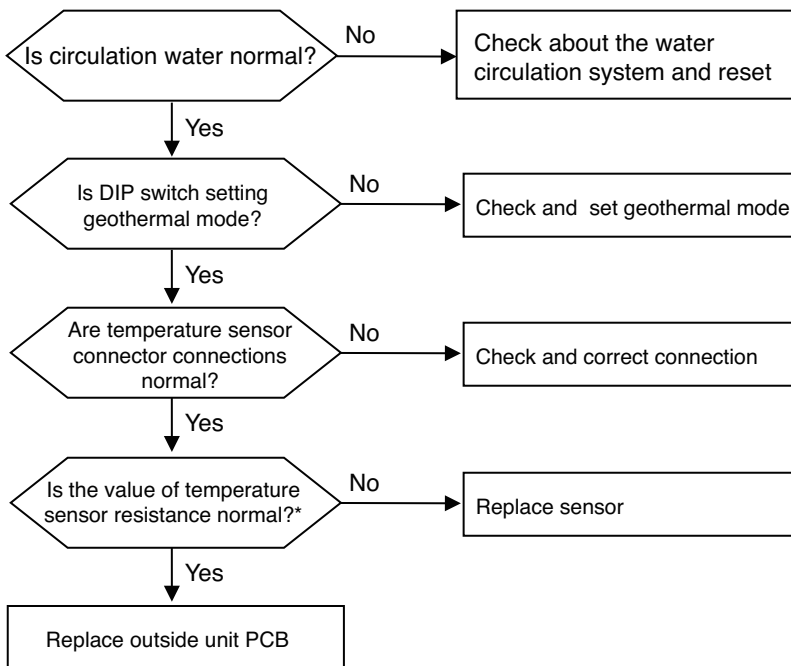 Is circulation water normal?
No
Check about the water
circulation system and reset
Yes
Is DIP switch setting
geothermal mode?
No
Check and set geothermal mode
Yes
Are temperature sensor
connector connections
normal?
No
Check and correct connection
Yes
Is the value of temperature
sensor resistance normal?*
No
Replace sensor
Yes
Replace outside unit PCB